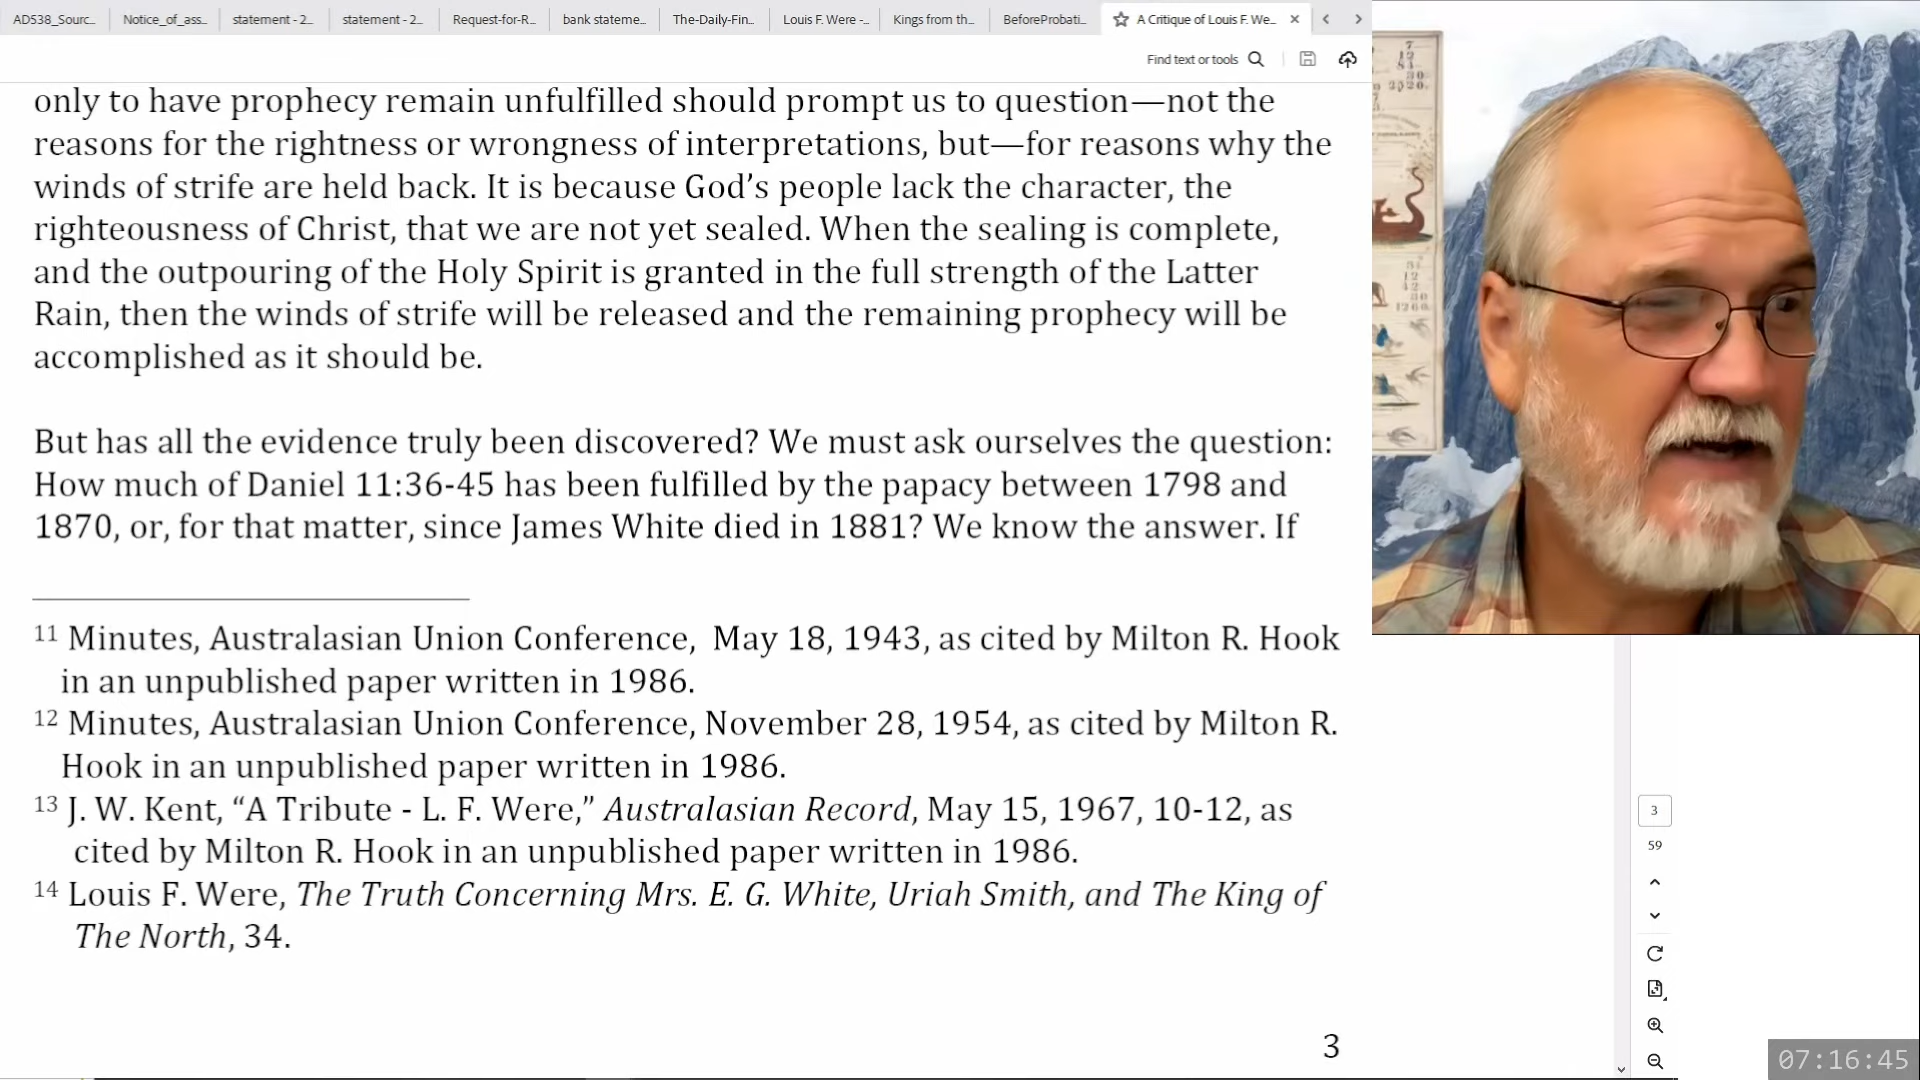 AD538_Sourc...
Notice_of_ass...
statement - 2...
statement - 2...
Request-for-R...
bank stateme...
The-Daily-Fin...
Louis F. Were -...
Kings from th...
BeforeProbati...
A Critique of Louis F. We...
Find text or tools
only to have prophecy remain unfulfilled should prompt us to question—not the
reasons for the rightness or wrongness of interpretations, but—for reasons why the
winds of strife are held back. It is because God's people lack the character, the
righteousness of Christ, that we are not yet sealed. When the sealing is complete,
and the outpouring of the Holy Spirit is granted in the full strength of the Latter
Rain, then the winds of strife will be released and the remaining prophecy will be
accomplished as it should be.
But has all the evidence truly been discovered? We must ask ourselves the question:
How much of Daniel 11:36-45 has been fulfilled by the papacy between 1798 and
1870, or, for that matter, since James White died in 1881? We know the answer. If
11 Minutes, Australasian Union Conference, May 18, 1943, as cited by Milton R. Hook
in an unpublished paper written in 1986.
12 Minutes, Australasian Union Conference, November 28, 1954, as cited by Milton R.
Hook in an unpublished paper written in 1986.
13 J. W. Kent, “A Tribute - L. F. Were,” Australasian Record, May 15, 1967, 10-12, as
cited by Milton R. Hook in an unpublished paper written in 1986.
14 Louis F. Were, The Truth Concerning Mrs. E. G. White, Uriah Smith, and The King of
The North, 34.
3
3
59
07:16:45